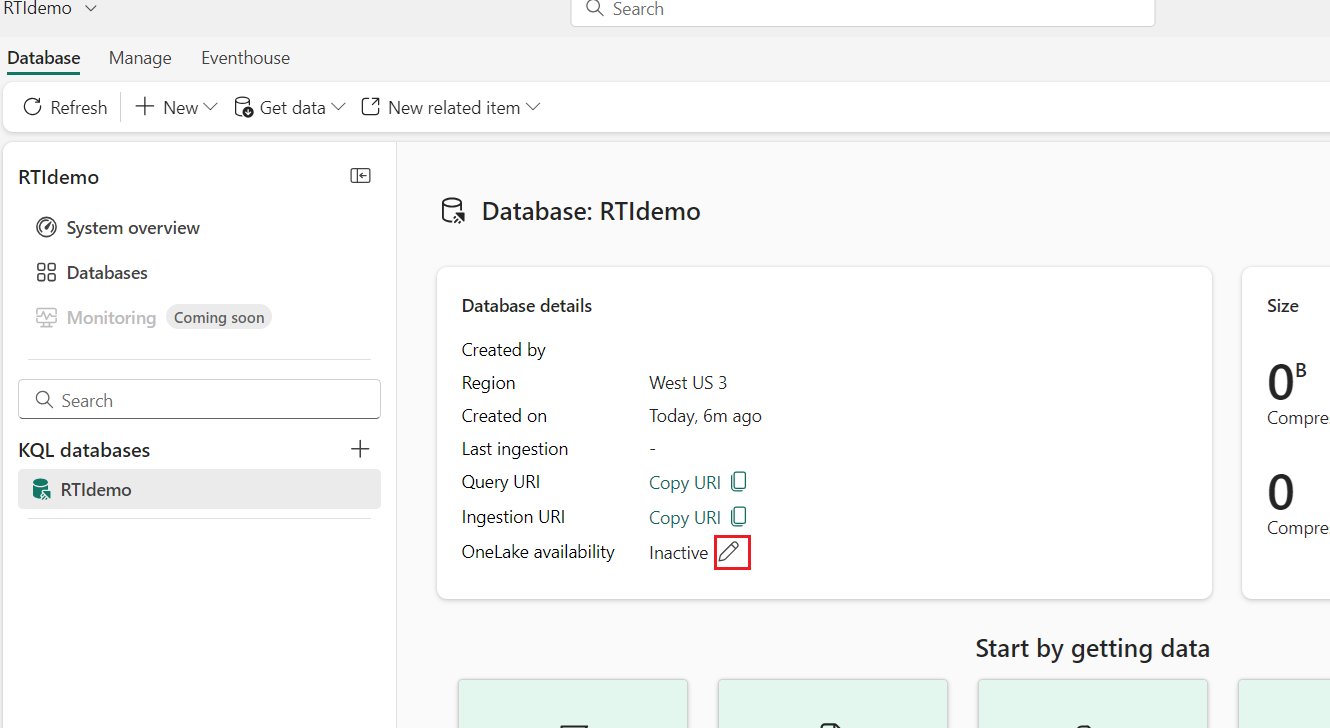 RTIdemo
Search
Database Manage Eventhouse
Refresh New Get data New related item
RTIdemo
System overview
Databases
Monitoring Coming soon
Search
KQL databases
RTIdemo
Database: RTIdemo
Database details
Created by
Region West US 3
Created on Today, 6m ago
Last ingestion -
Query URI Copy URI
Ingestion URI Copy URI
OneLake availability Inactive
Size
0 B
Compre
0
Compre
Start by getting data